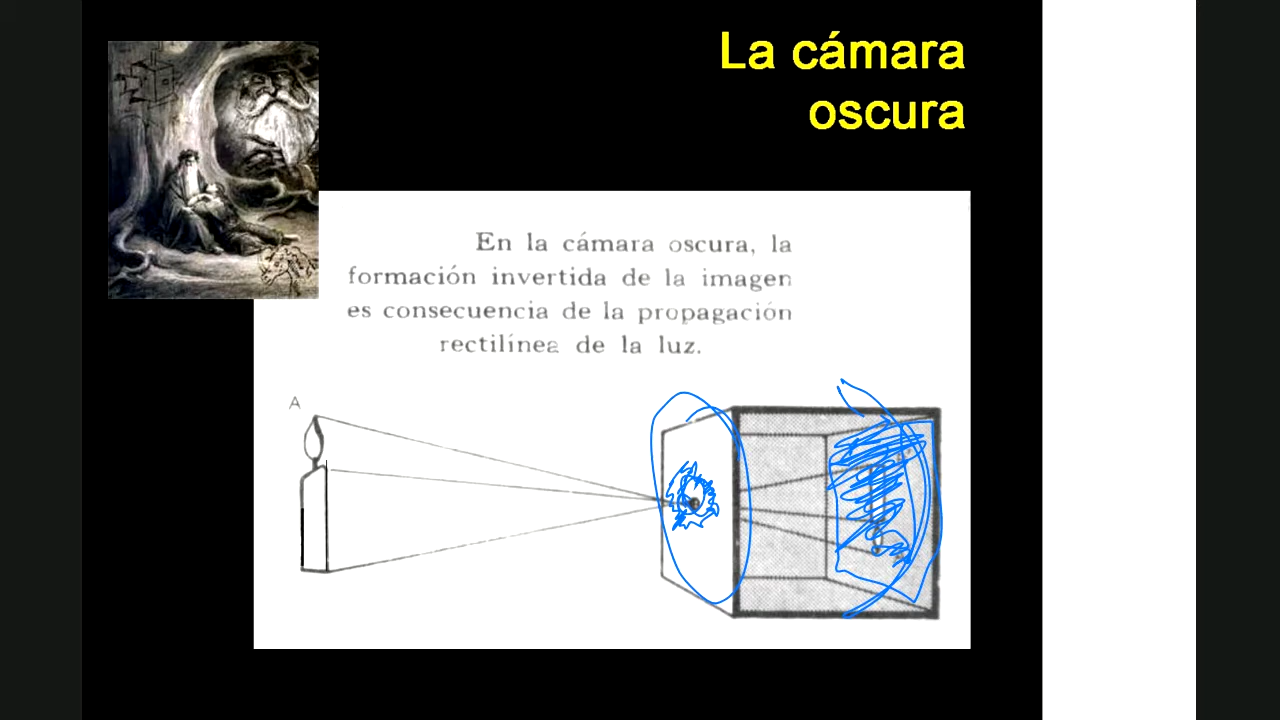 La cámara
oscura
En la cámara oscura, la
formación invertida de la imagen
es consecuencia de la propagación
rectilínea de la luz.
A